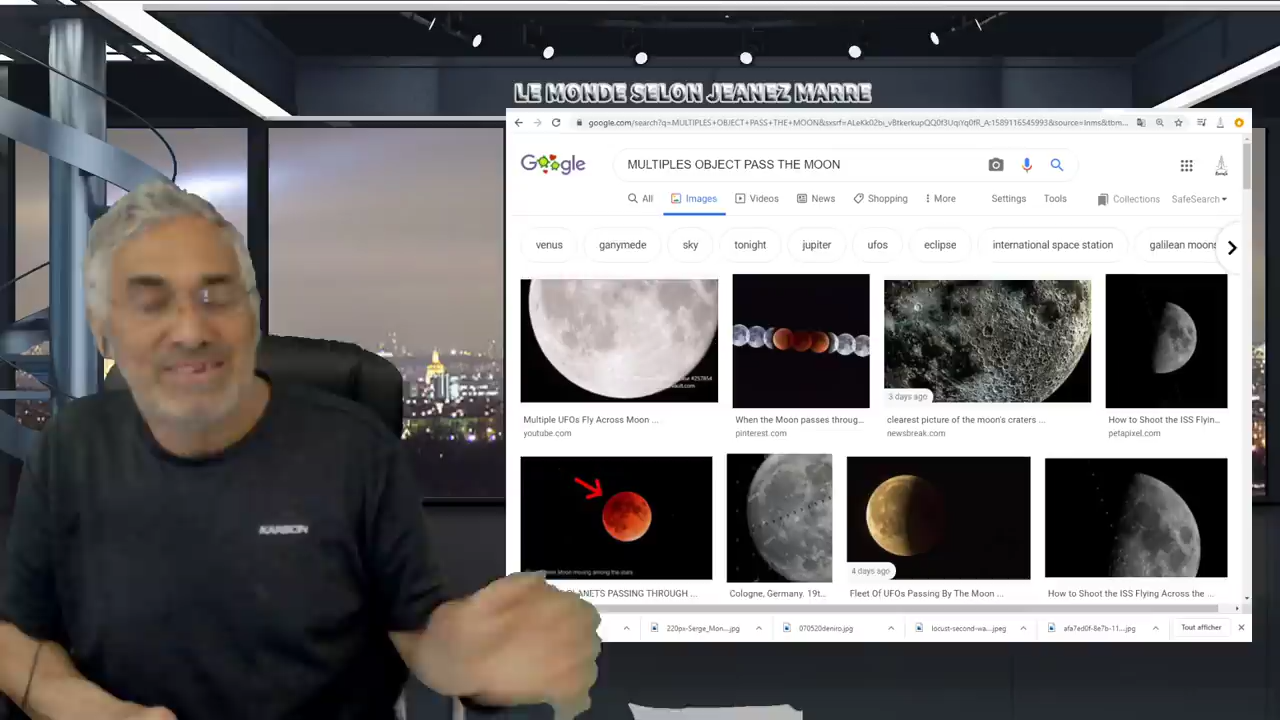 LE MONDE SELON JEANEZ MARRE
google.com/search?q=MULTIPLES+OBJECT+PASS+THE+MOON
Google
MULTIPLES OBJECT PASS THE MOON
All Images Videos News Shopping More Settings Tools Collections SafeSearch
venus ganymede sky tonight jupiter ufos eclipse international space station galilean moons
3 days ago
Multiple UFOs Fly Across Moon ...
youtube.com
When the Moon passes throug...
pinterest.com
clearest picture of the moon's craters ...
newsbreak.com
How to Shoot the ISS Flyin...
petapixel.com
KARBON
4 days ago
PLANETS PASSING THROUGH ...
Cologne, Germany. 19t...
Fleet Of UFOs Passing By The Moon ...
How to Shoot the ISS Flying Across the ...
220px-Serge_Mon....jpg
070520deniro.jpg
locust-second-wa....jpeg
afa7ed0f-8e7b-11....jpg
Tout afficher